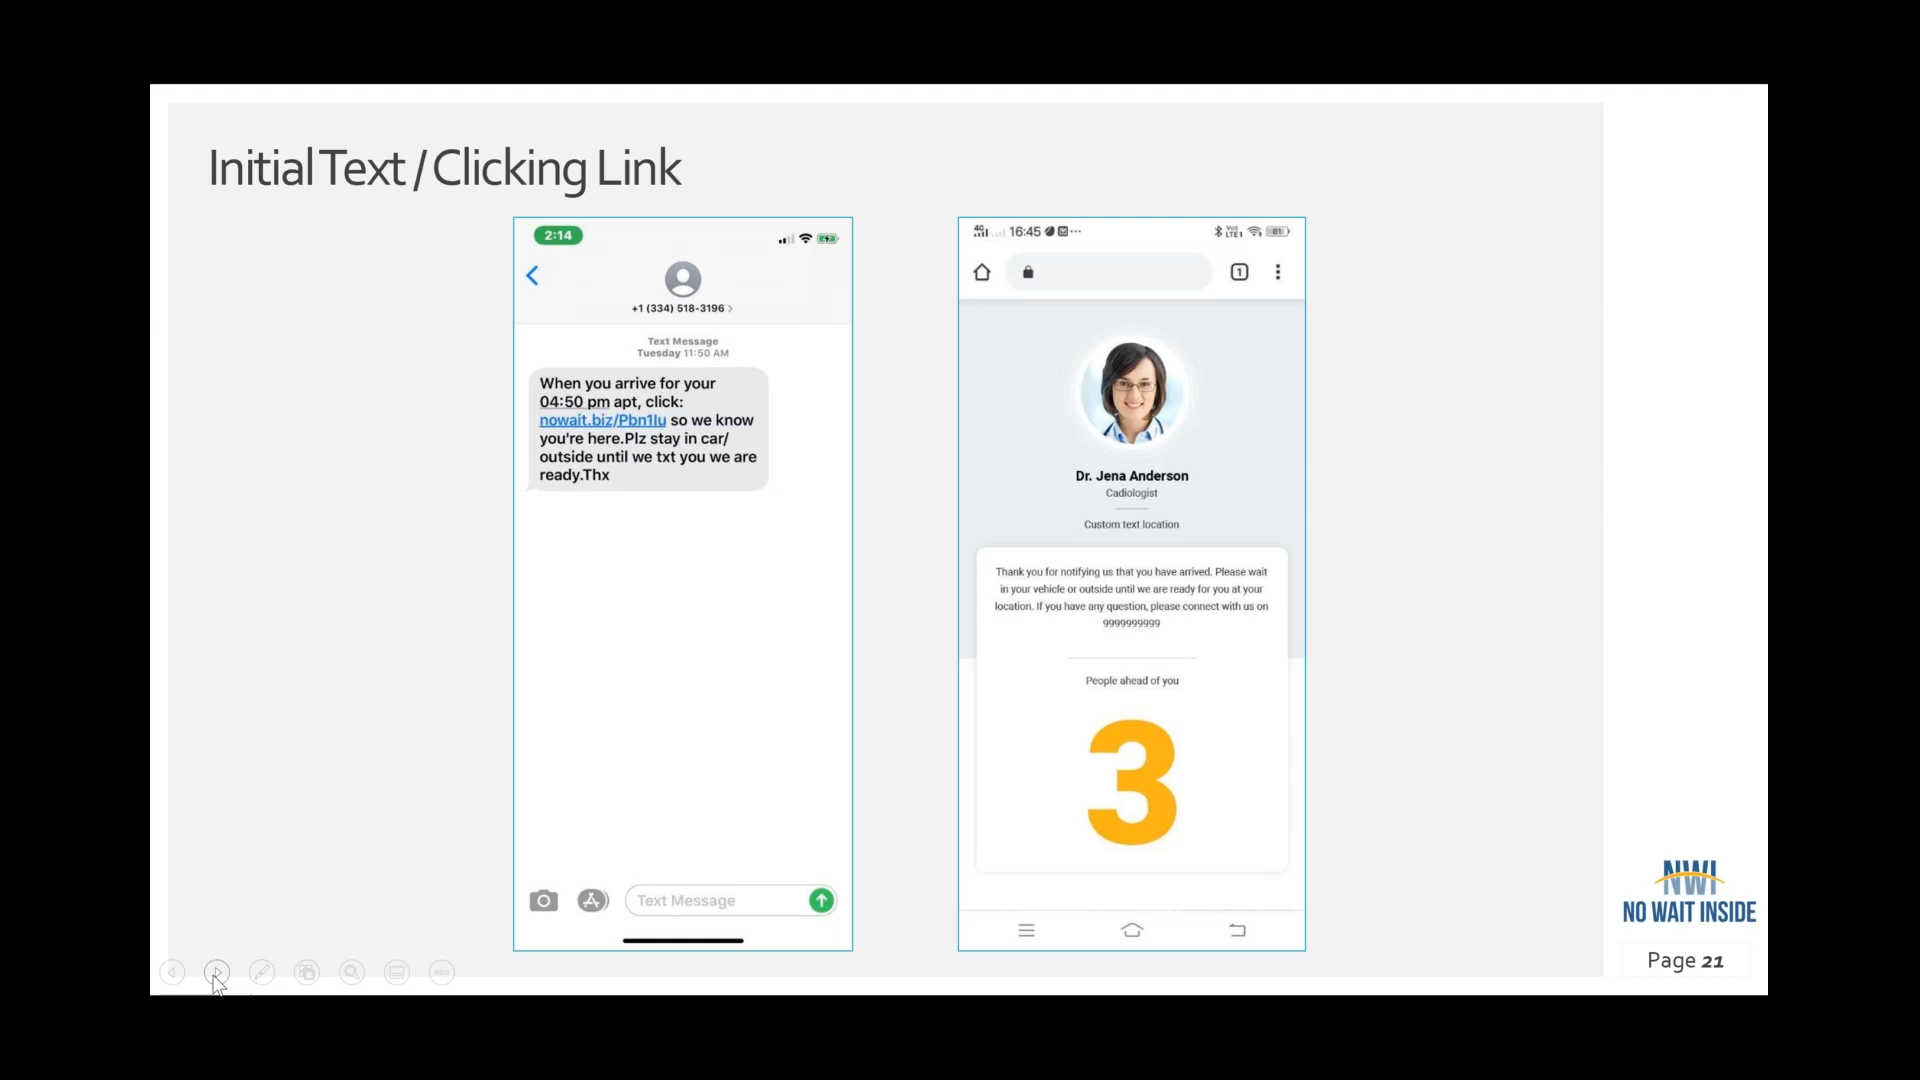 Initial Text / Clicking Link
2:14
+1 (334) 518-3196
Text Message
Tuesday 11:50 AM
When you arrive for your
04:50 pm apt, click:
nowait.biz/Pbn1lu so we know
you're here.Plz stay in car/
outside until we txt you we are
ready.Thx
Text Message
4G 16:45
Vo0 LTE1 81
1
Dr. Jena Anderson
Cadiologist
Custom text location
Thank you for notifying us that you have arrived. Please wait
in your vehicle or outside until we are ready for you at your
location. If you have any question, please connect with us on
9999999999
People ahead of you
3
NWI
NO WAIT INSIDE
Page 21